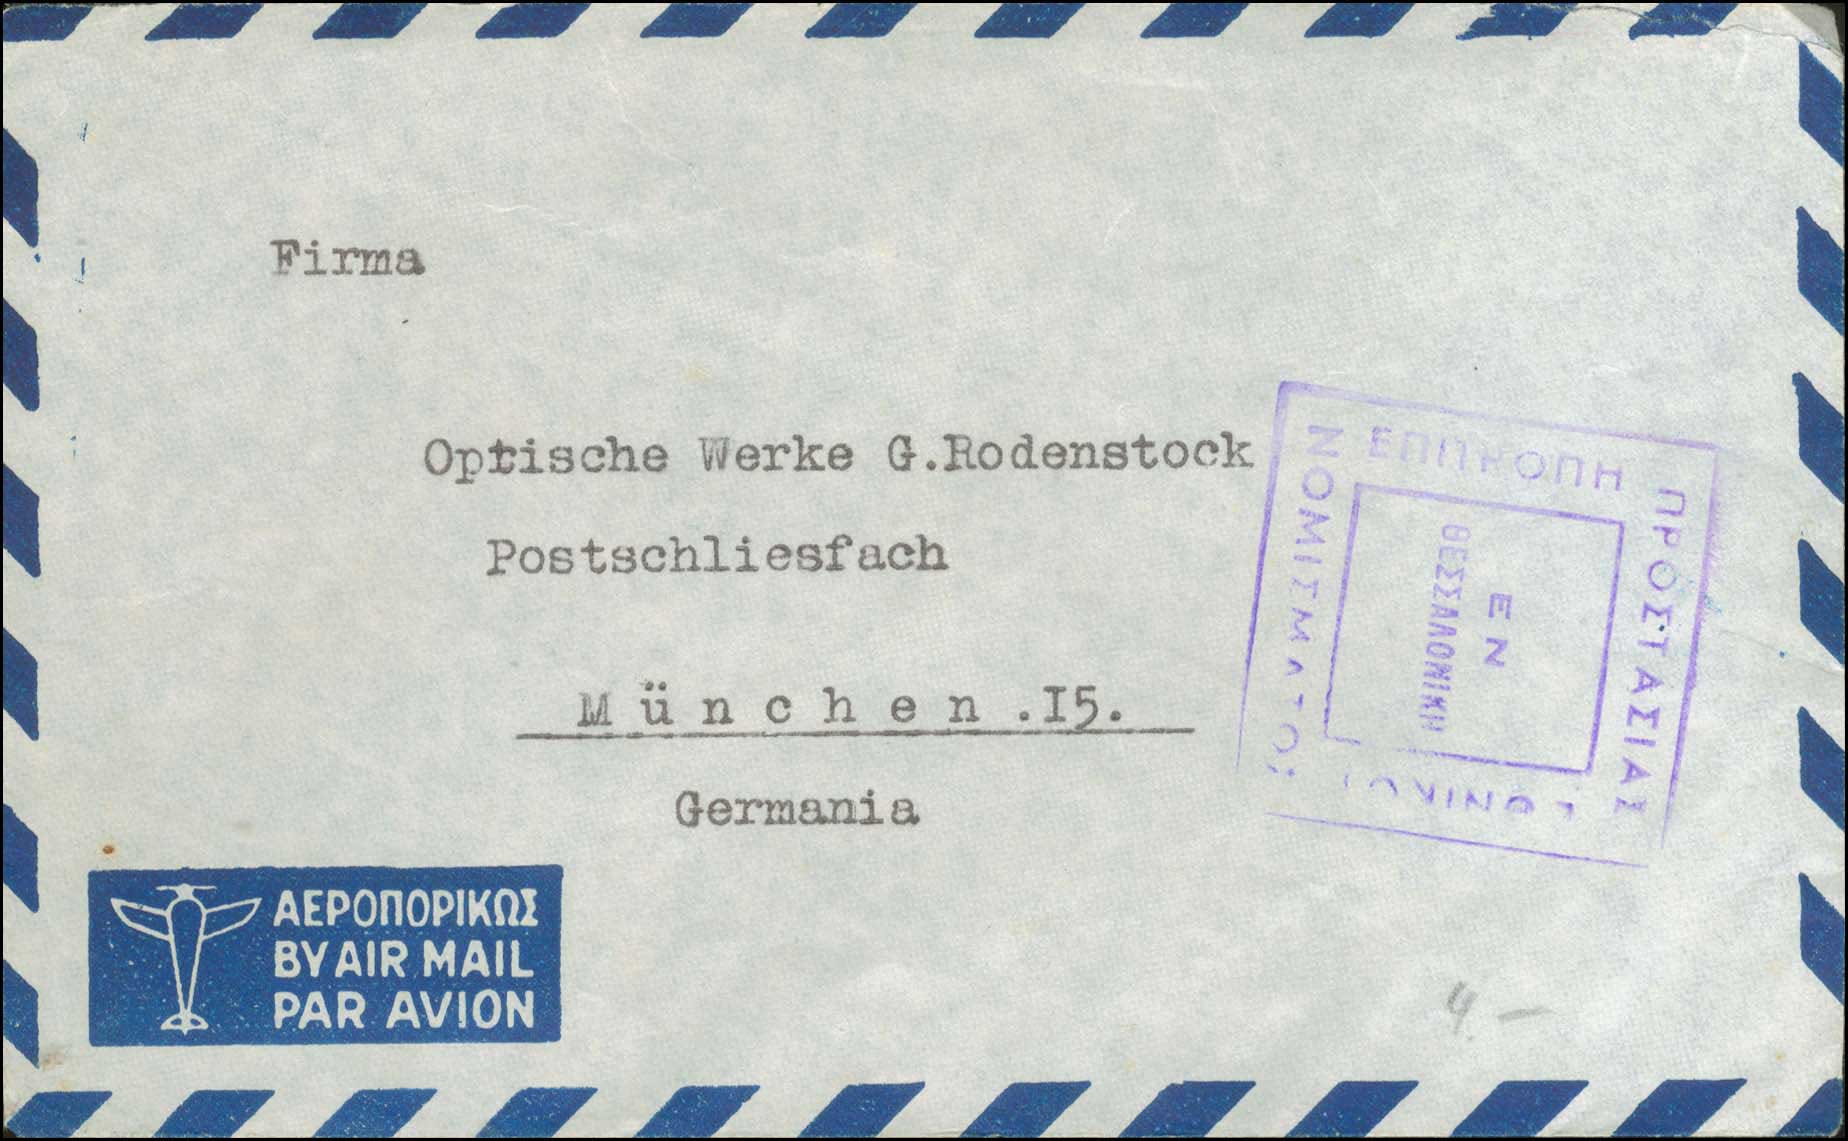 Firma
Optische Werke G.Rodenstock
Postschliesfach
München.I5.
Germania
ΕΠΙΤΡΟΠΗ
ΠΡΟΣΤΑΣΙΑΣ
ΝΟΜΙΣΜΑΤΟΣ
ΕΝ
ΘΕΣΣΑΛΟΝΙΚΗ
ΑΕΡΟΠΟΡΙΚΩΣ
BY AIR MAIL
PAR AVION
4.–